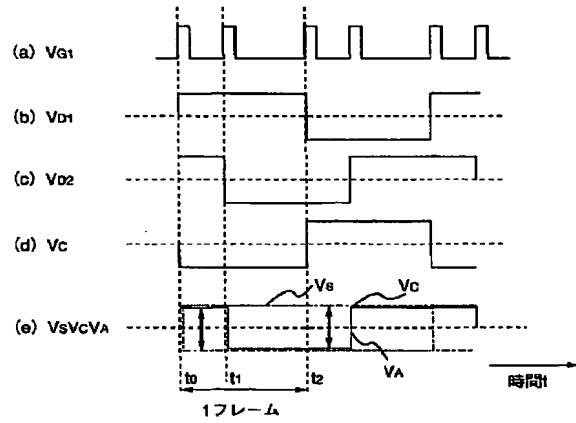 (a) VG1
(b) VD1
(c) VD2
(d) VC
VS
VC
(e) VSVCVA
VA
t0 t1 t2
時間t
1フレーム